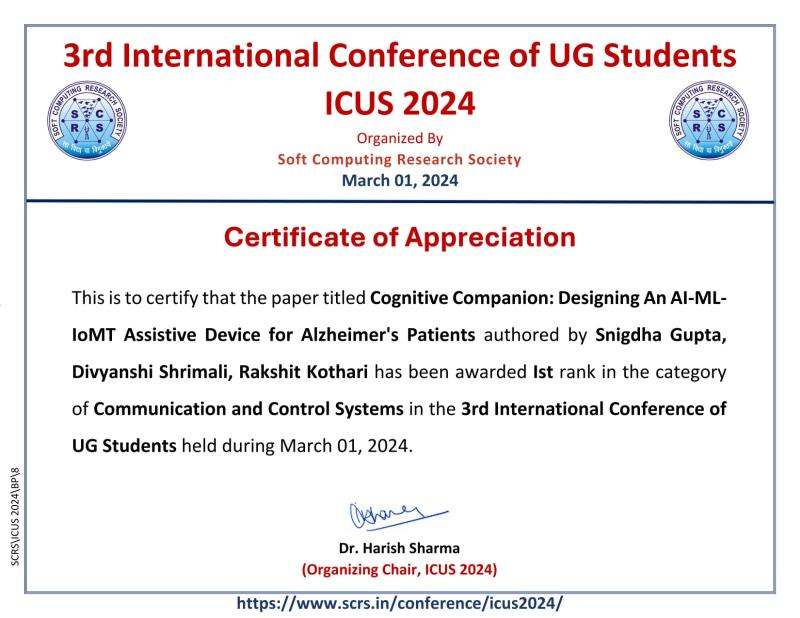 3rd International Conference of UG Students
ICUS 2024
SOFT COMPUTING RESEARCH SOCIETY
S C
R S
SOFT COMPUTING RESEARCH SOCIETY
S C
R S
Organized By
Soft Computing Research Society
March 01, 2024
Certificate of Appreciation
This is to certify that the paper titled Cognitive Companion: Designing An AI-ML-
IoMT Assistive Device for Alzheimer's Patients authored by Snigdha Gupta,
Divyanshi Shrimali, Rakshit Kothari has been awarded Ist rank in the category
of Communication and Control Systems in the 3rd International Conference of
UG Students held during March 01, 2024.
SCRS\ICUS 2024\BP\8
Dr. Harish Sharma
(Organizing Chair, ICUS 2024)
https://www.scrs.in/conference/icus2024/